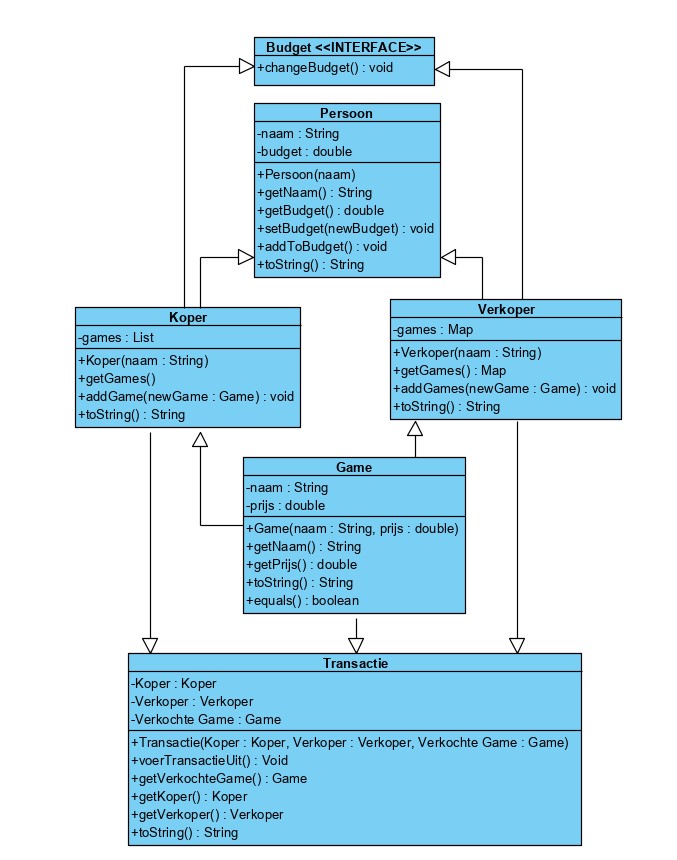 Budget <<INTERFACE>>
+changeBudget() : void
Persoon
-naam : String
-budget : double
+Persoon(naam)
+getNaam() : String
+getBudget() : double
+setBudget(newBudget) : void
+addToBudget() : void
+toString() : String
Koper
-games : List
+Koper(naam : String)
+getGames()
+addGame(newGame : Game) : void
+toString() : String
Verkoper
-games : Map
+Verkoper(naam : String)
+getGames() : Map
+addGames(newGame : Game) : void
+toString() : String
Game
-naam : String
-prijs : double
+Game(naam : String, prijs : double)
+getNaam() : String
+getPrijs() : double
+toString() : String
+equals() : boolean
Transactie
-Koper : Koper
-Verkoper : Verkoper
-Verkochte Game : Game
+Transactie(Koper : Koper, Verkoper : Verkoper, Verkochte Game : Game)
+voerTransactieUit() : Void
+getVerkochteGame() : Game
+getKoper() : Koper
+getVerkoper() : Verkoper
+toString() : String